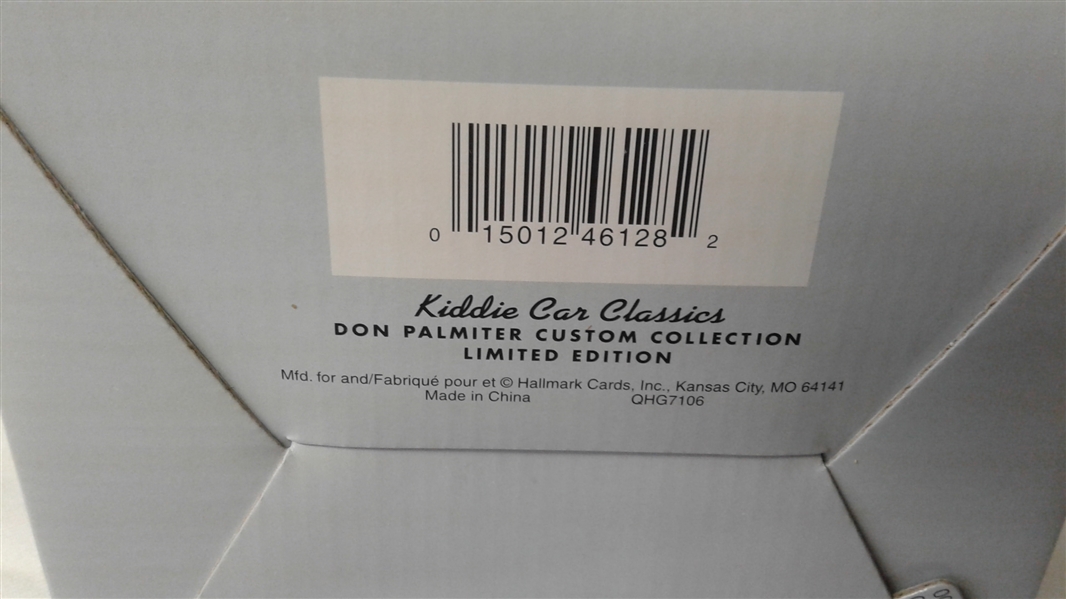 0 15012 46128 2
Kiddie Car Classics
DON PALMITER CUSTOM COLLECTION
LIMITED EDITION
Mfd. for and/Fabriqué pour et © Hallmark Cards, Inc., Kansas City, MO 64141
Made in China QHG7106